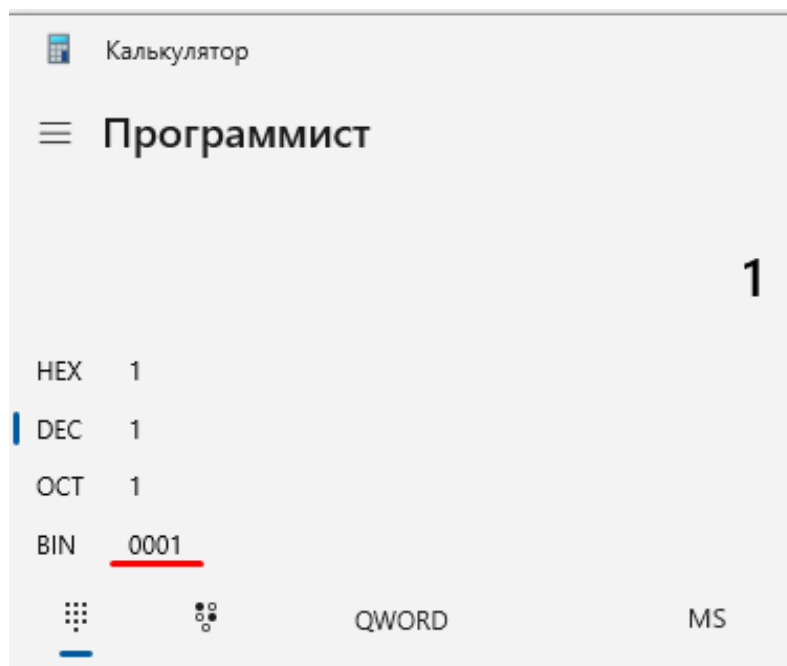 Калькулятор
Программист
1
HEX 1
DEC 1
OCT 1
BIN 0001
QWORD MS